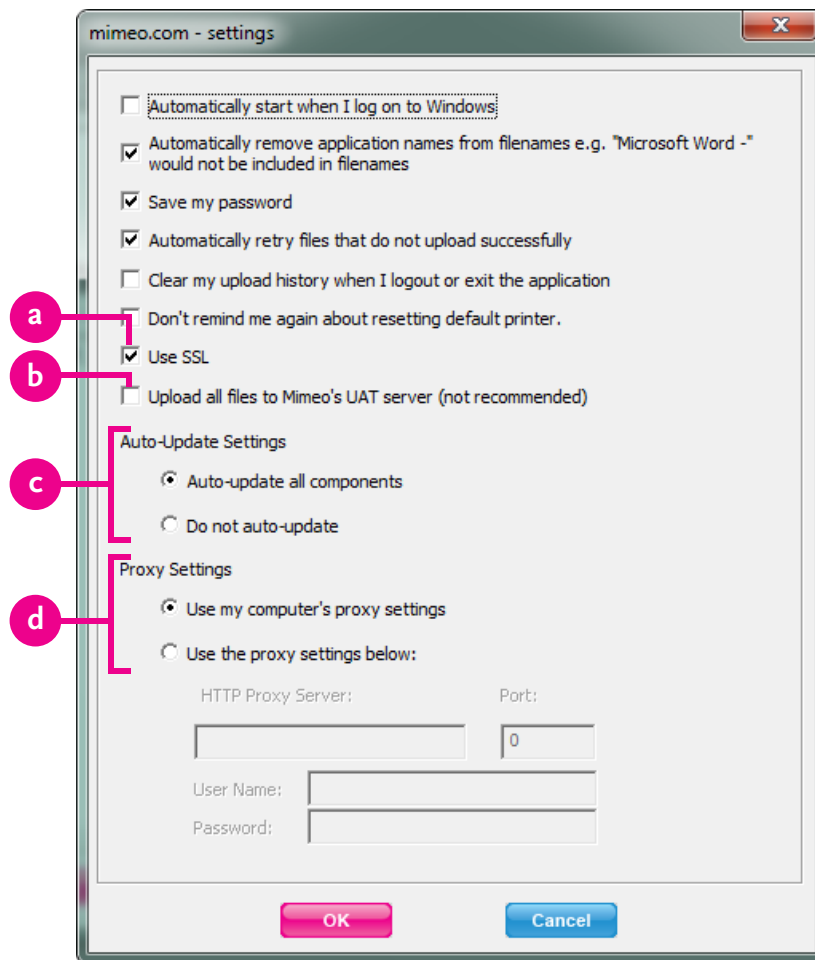 mimeo.com - settings
Automatically start when I log on to Windows
Automatically remove application names from filenames e.g. "Microsoft Word -"
would not be included in filenames
Save my password
Automatically retry files that do not upload successfully
Clear my upload history when I logout or exit the application
a
Don't remind me again about resetting default printer.
Use SSL
b
Upload all files to Mimeo's UAT server (not recommended)
Auto-Update Settings
c
Auto-update all components
Do not auto-update
Proxy Settings
d
Use my computer's proxy settings
Use the proxy settings below:
HTTP Proxy Server: Port:
0
User Name:
Password:
OK Cancel